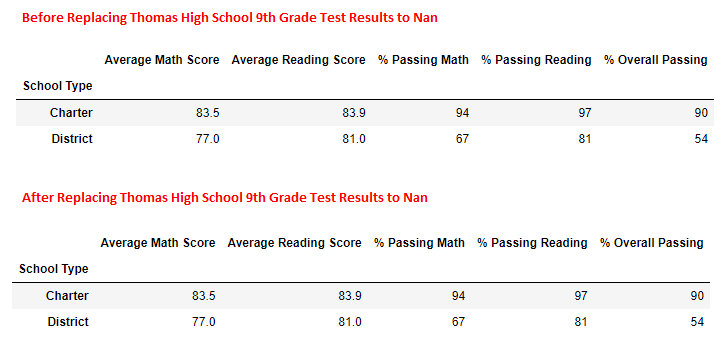 Before Replacing Thomas High School 9th Grade Test Results to Nan
Average Math Score Average Reading Score % Passing Math % Passing Reading % Overall Passing
School Type
Charter 83.5 83.9 94 97 90
District 77.0 81.0 67 81 54
After Replacing Thomas High School 9th Grade Test Results to Nan
Average Math Score Average Reading Score % Passing Math % Passing Reading % Overall Passing
School Type
Charter 83.5 83.9 94 97 90
District 77.0 81.0 67 81 54